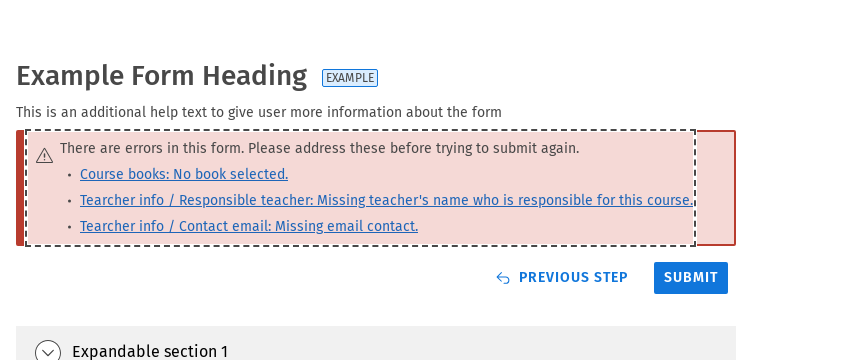 Example Form Heading EXAMPLE
This is an additional help text to give user more information about the form
There are errors in this form. Please address these before trying to submit again.
• Course books: No book selected.
• Tearcher info / Responsible teacher: Missing teacher's name who is responsible for this course.
• Tearcher info / Contact email: Missing email contact.
PREVIOUS STEP SUBMIT
Expandable section 1